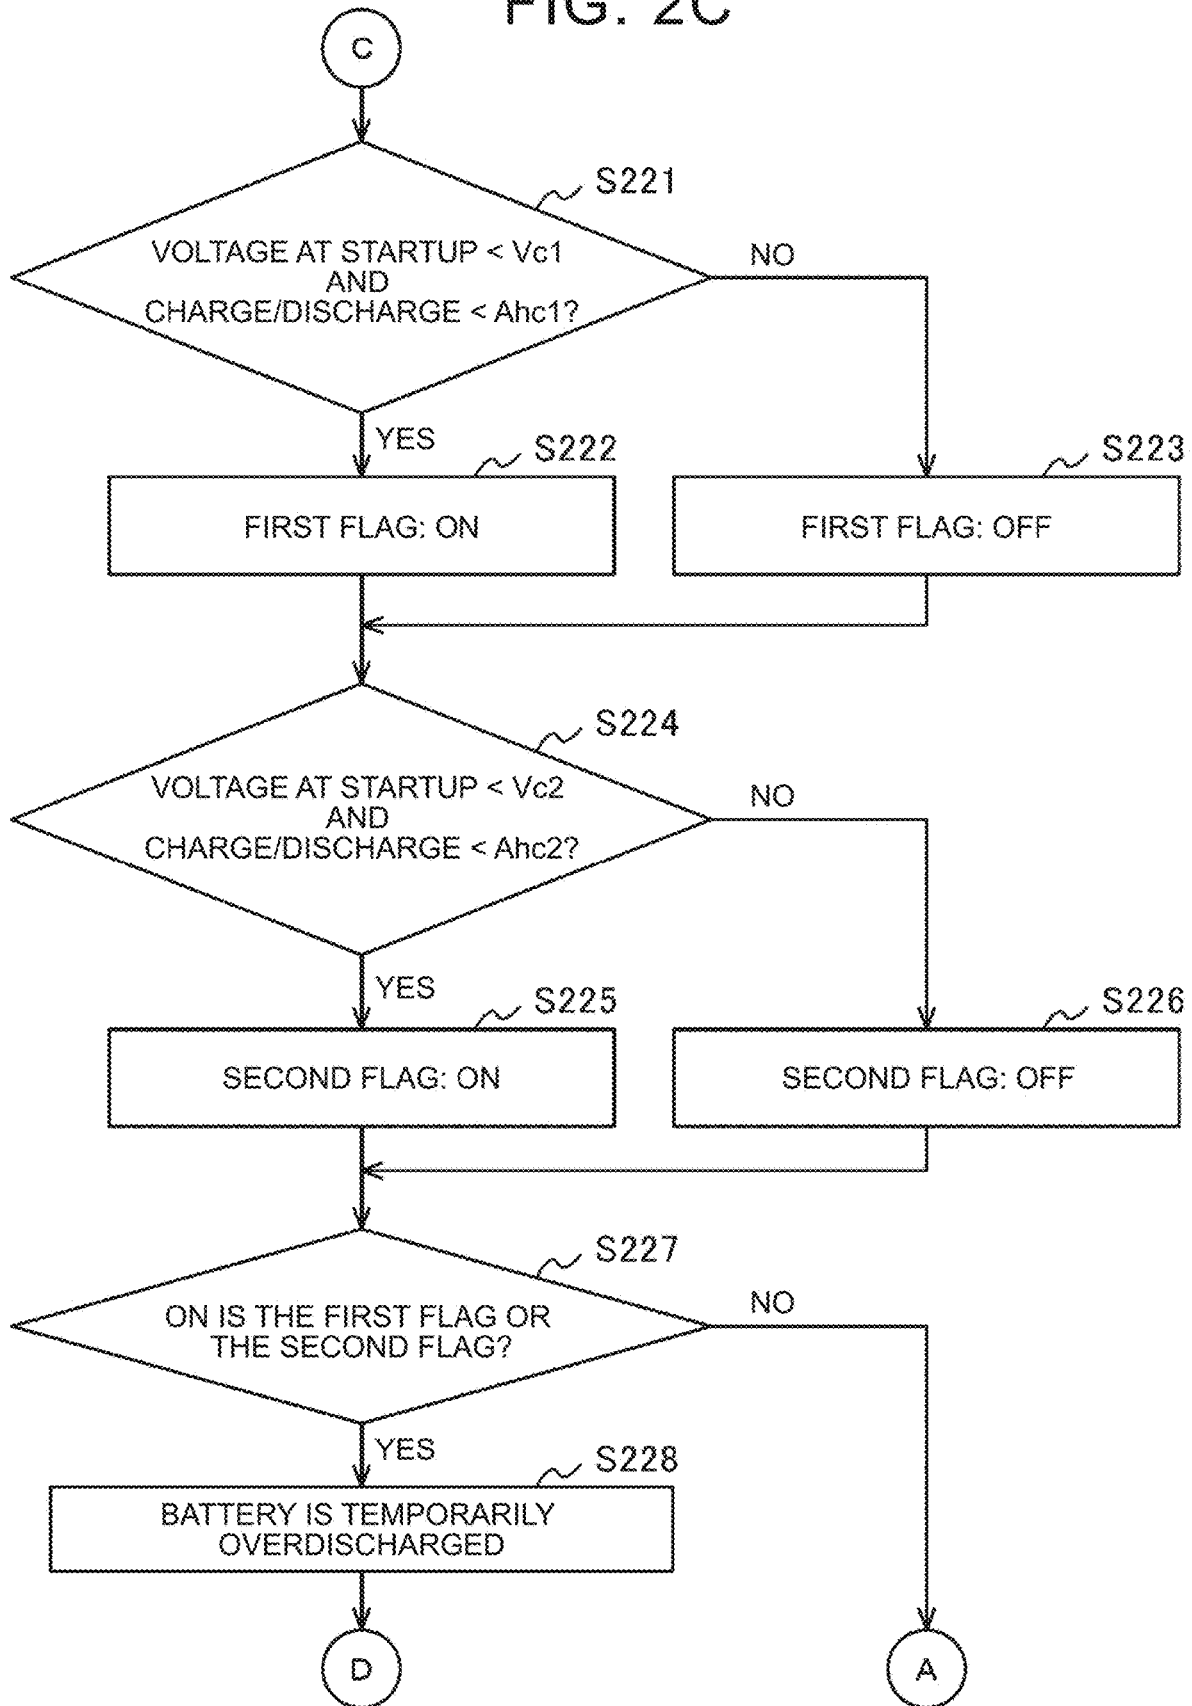 FIG. 2C
C
S221
VOLTAGE AT STARTUP < Vc1
AND
CHARGE/DISCHARGE < Ahc1?
NO
YES
S222
S223
FIRST FLAG: ON
FIRST FLAG: OFF
S224
VOLTAGE AT STARTUP < Vc2
AND
CHARGE/DISCHARGE < Ahc2?
NO
YES
S225
S226
SECOND FLAG: ON
SECOND FLAG: OFF
S227
ON IS THE FIRST FLAG OR
THE SECOND FLAG?
NO
YES
S228
BATTERY IS TEMPORARILY
OVERDISCHARGED
D
A